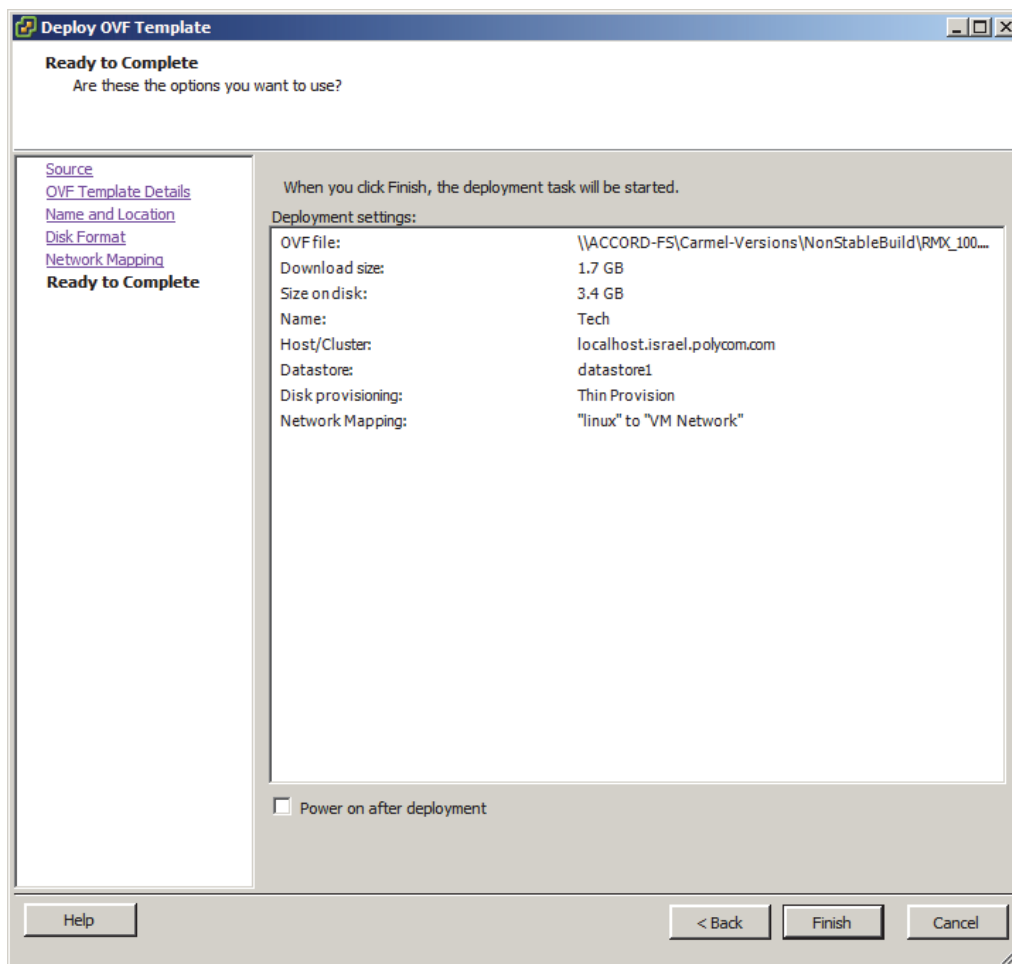 Deploy OVF Template
Ready to Complete
Are these the options you want to use?
Source
OVF Template Details
Name and Location
Disk Format
Network Mapping
Ready to Complete
When you click Finish, the deployment task will be started.
Deployment settings:
OVF file: \\ACCORD-FS\Carmel-Versions\NonStableBuild\RMX_100....
Download size: 1.7 GB
Size on disk: 3.4 GB
Name: Tech
Host/Cluster: localhost.israel.polycom.com
Datastore: datastore1
Disk provisioning: Thin Provision
Network Mapping: "linux" to "VM Network"
Power on after deployment
Help
< Back
Finish
Cancel